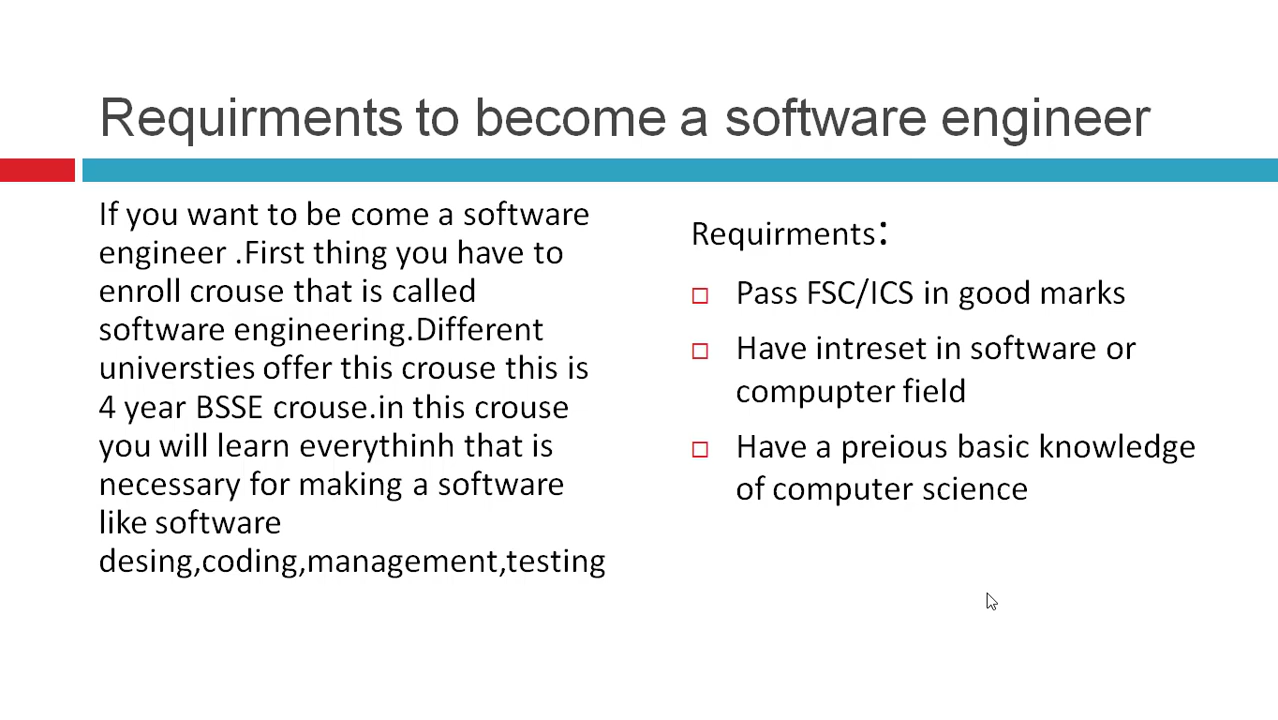 Requirments to become a software engineer
If you want to be come a software
engineer .First thing you have to
enroll crouse that is called
software engineering.Different
universties offer this crouse this is
4 year BSSE crouse.in this crouse
you will learn everythinh that is
necessary for making a software
like software
desing,coding,management,testing
Requirments:
Pass FSC/ICS in good marks
Have intreset in software or
compupter field
Have a preious basic knowledge
of computer science